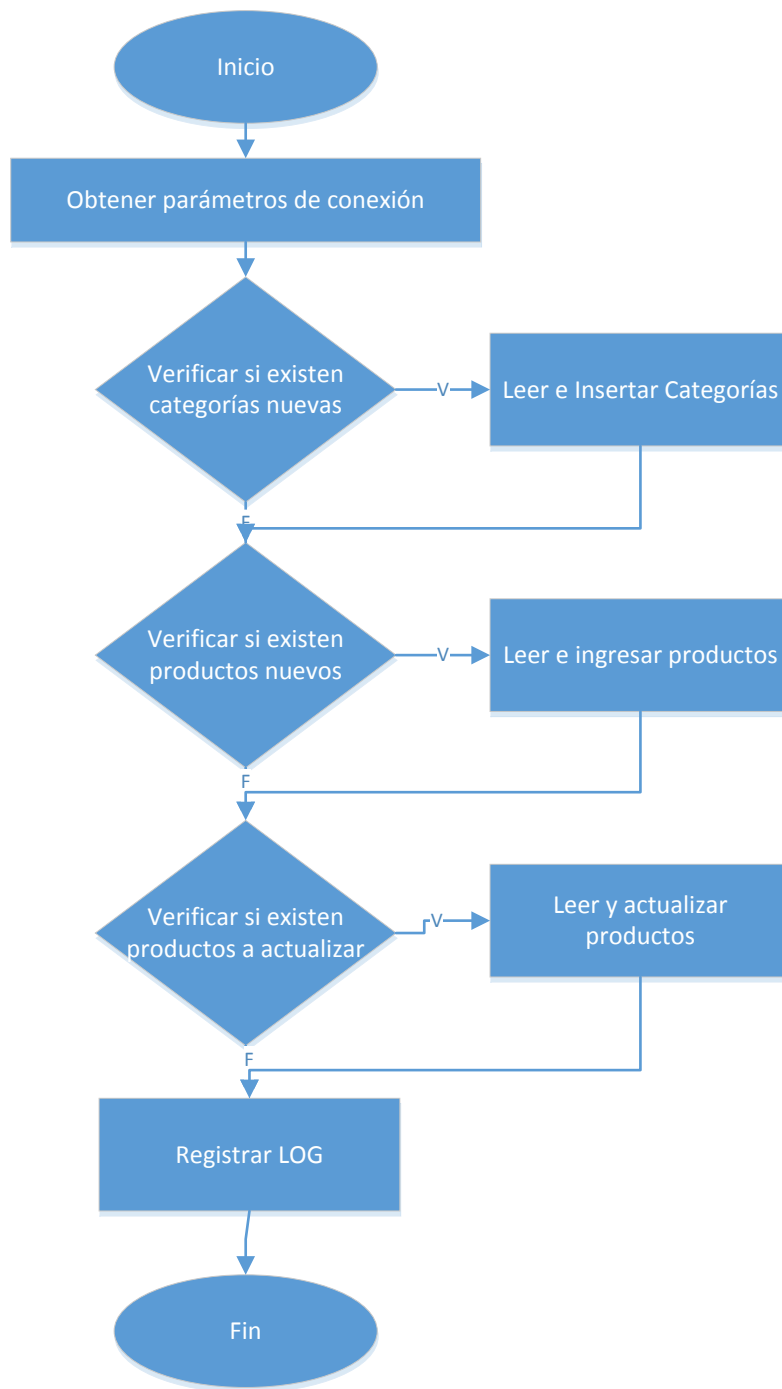 Inicio
Obtener parámetros de conexión
Verificar si existen
categorías nuevas
V
Leer e Insertar Categorías
F
Verificar si existen
productos nuevos
V
Leer e ingresar productos
F
Verificar si existen
productos a actualizar
V
Leer y actualizar
productos
F
Registrar LOG
Fin